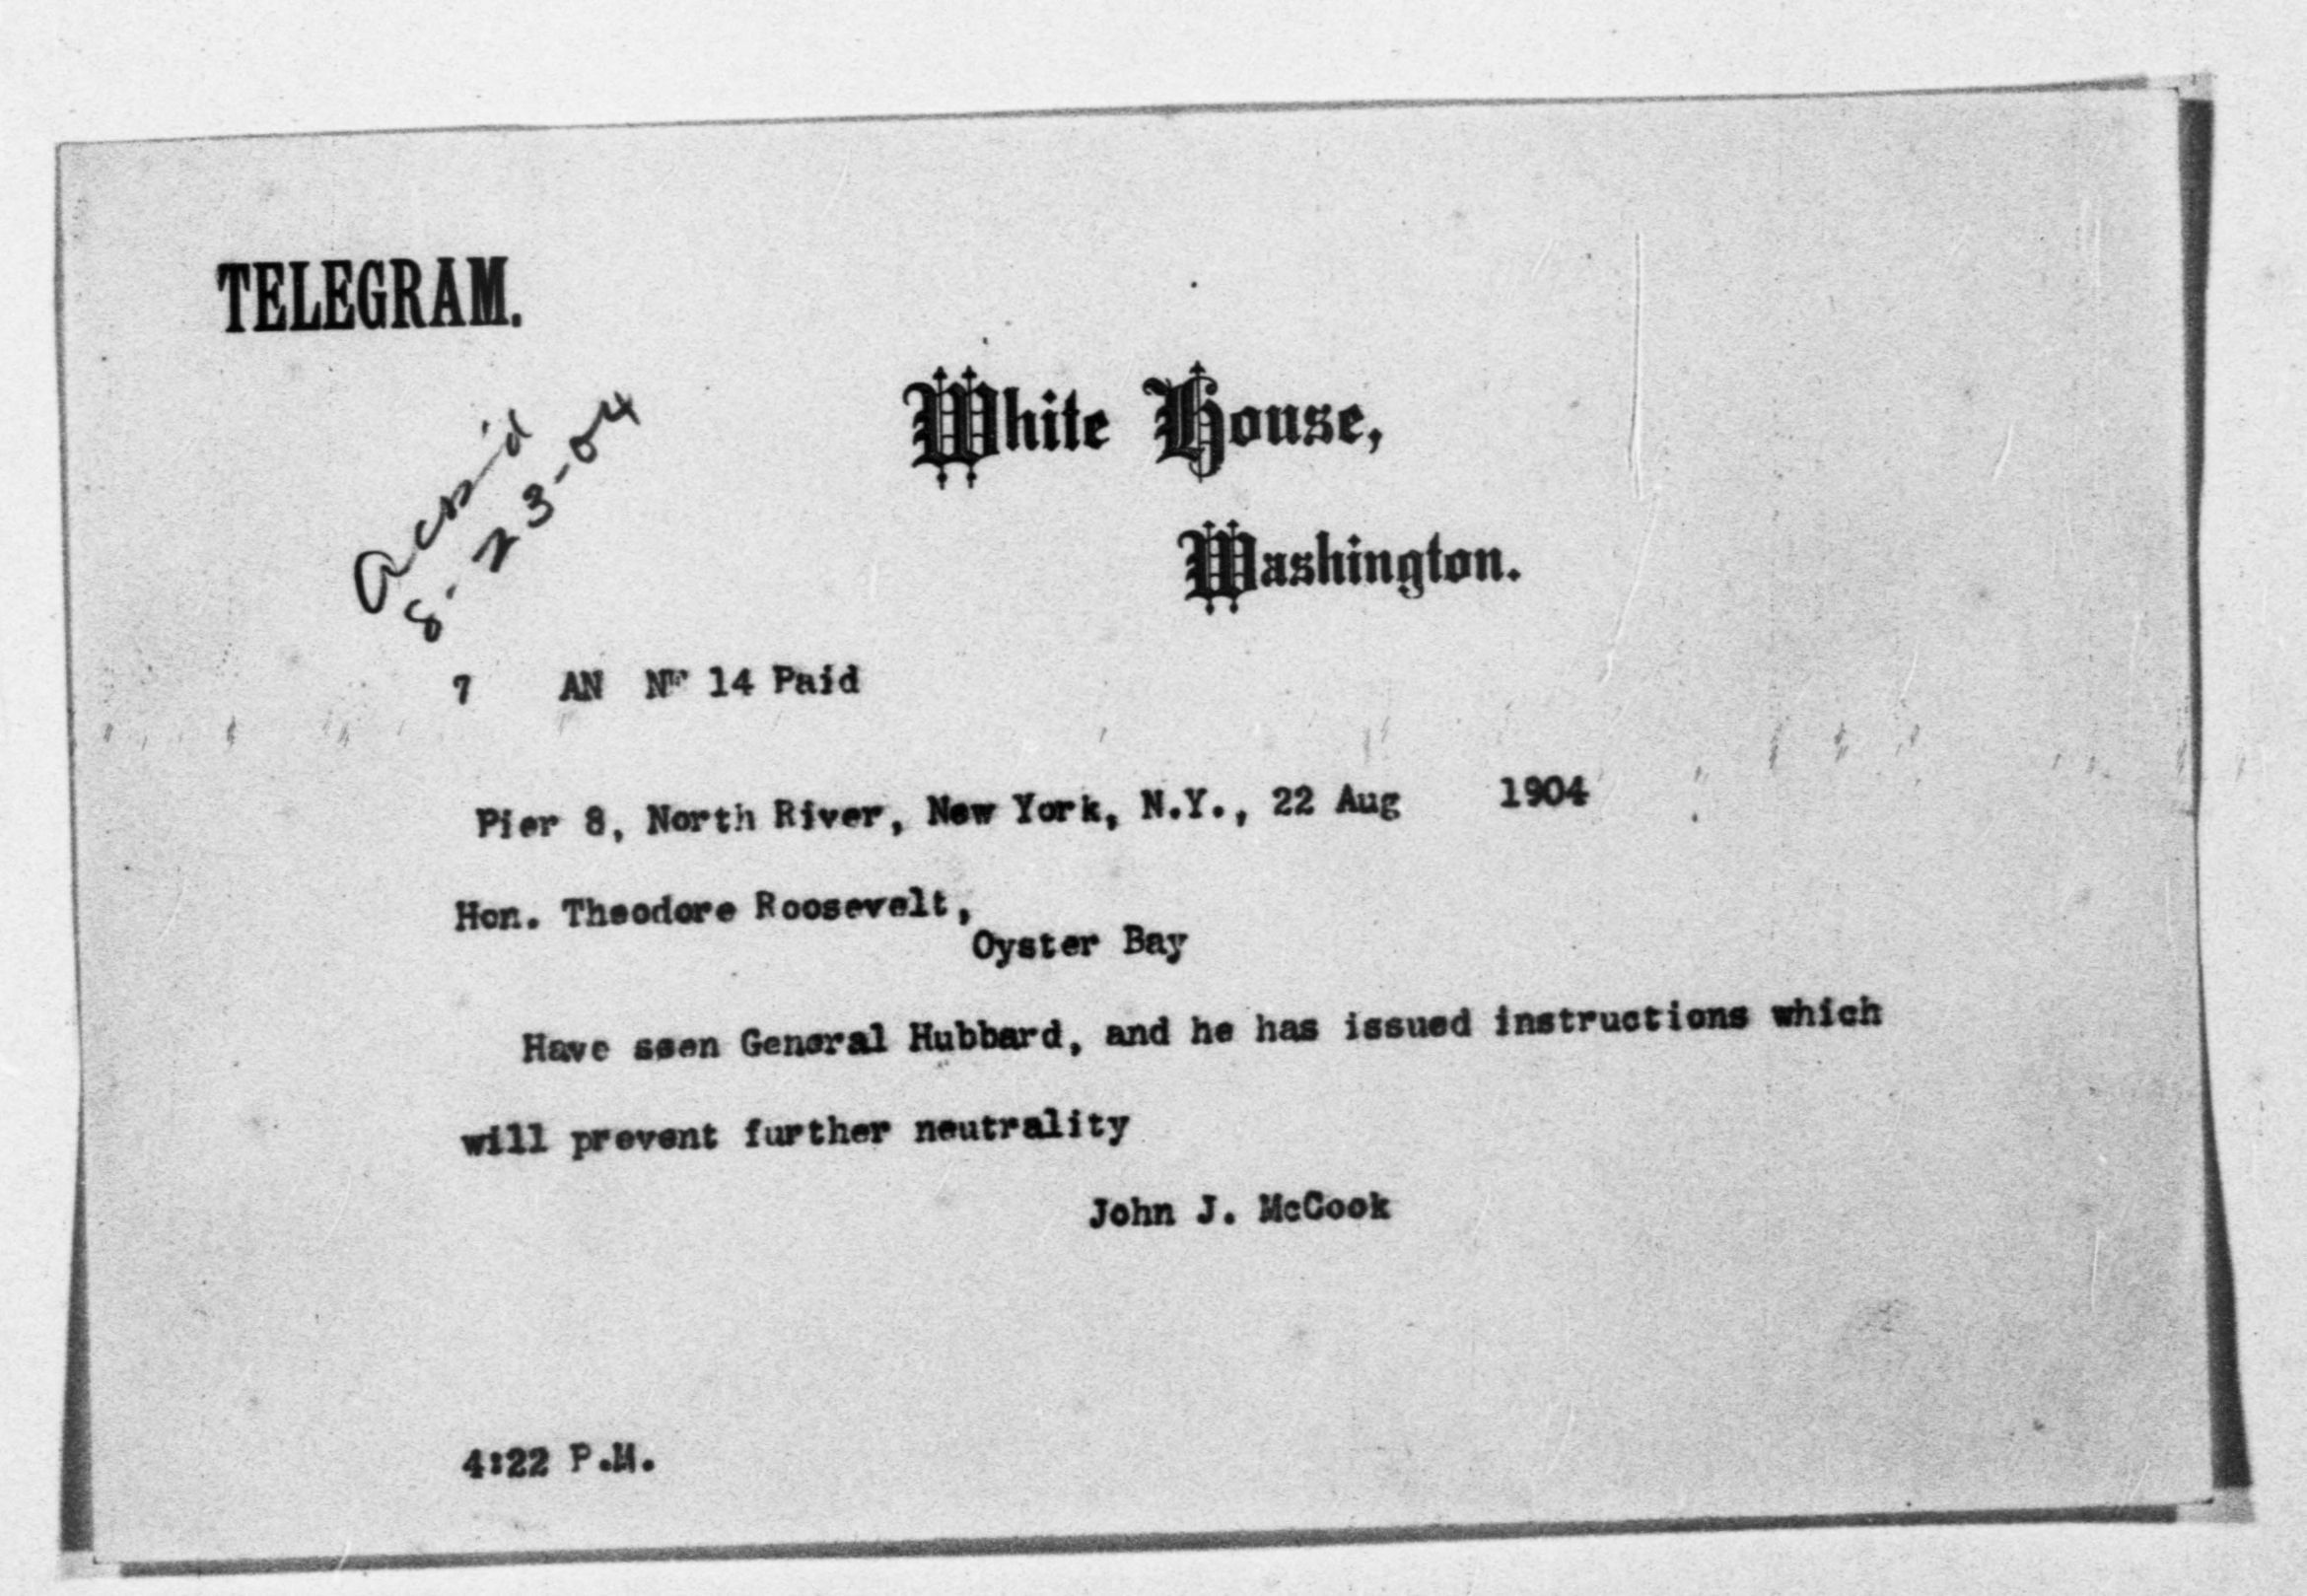 TELEGRAM.
White House,
Washington.
Ack'd
8-23-04
7 AN 14 Paid
Pier 8, North River, New York, N.Y., 22 Aug 1904
Hon. Theodore Roosevelt,
Oyster Bay
Have seen General Hubbard, and he has issued instructions which
will prevent further neutrality
John J. McCook
4:22 P.M.